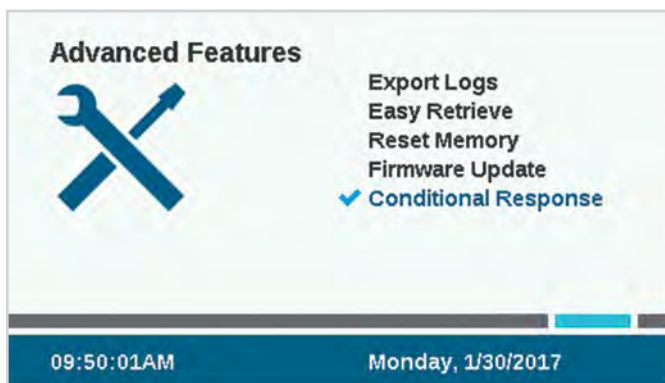 Advanced Features
Export Logs
Easy Retrieve
Reset Memory
Firmware Update
Conditional Response
09:50:01AM
Monday, 1/30/2017